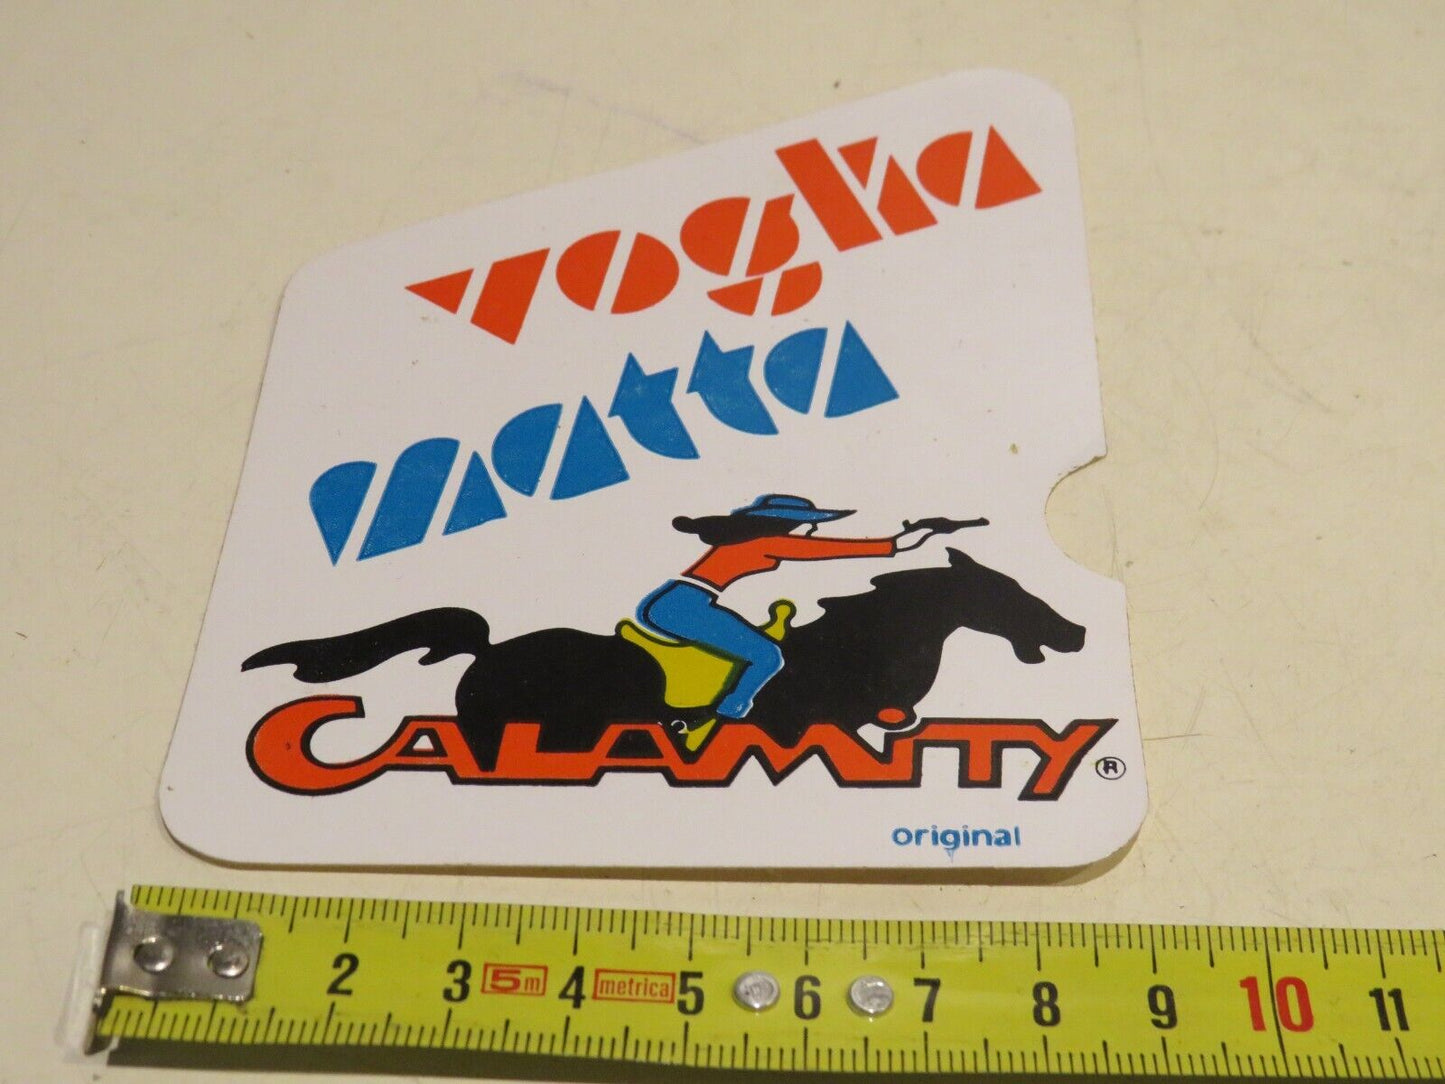 voglia
matta
CALAMITY ®
original
2 3 5m 4 metrica 5 6 7 8 9 10 11